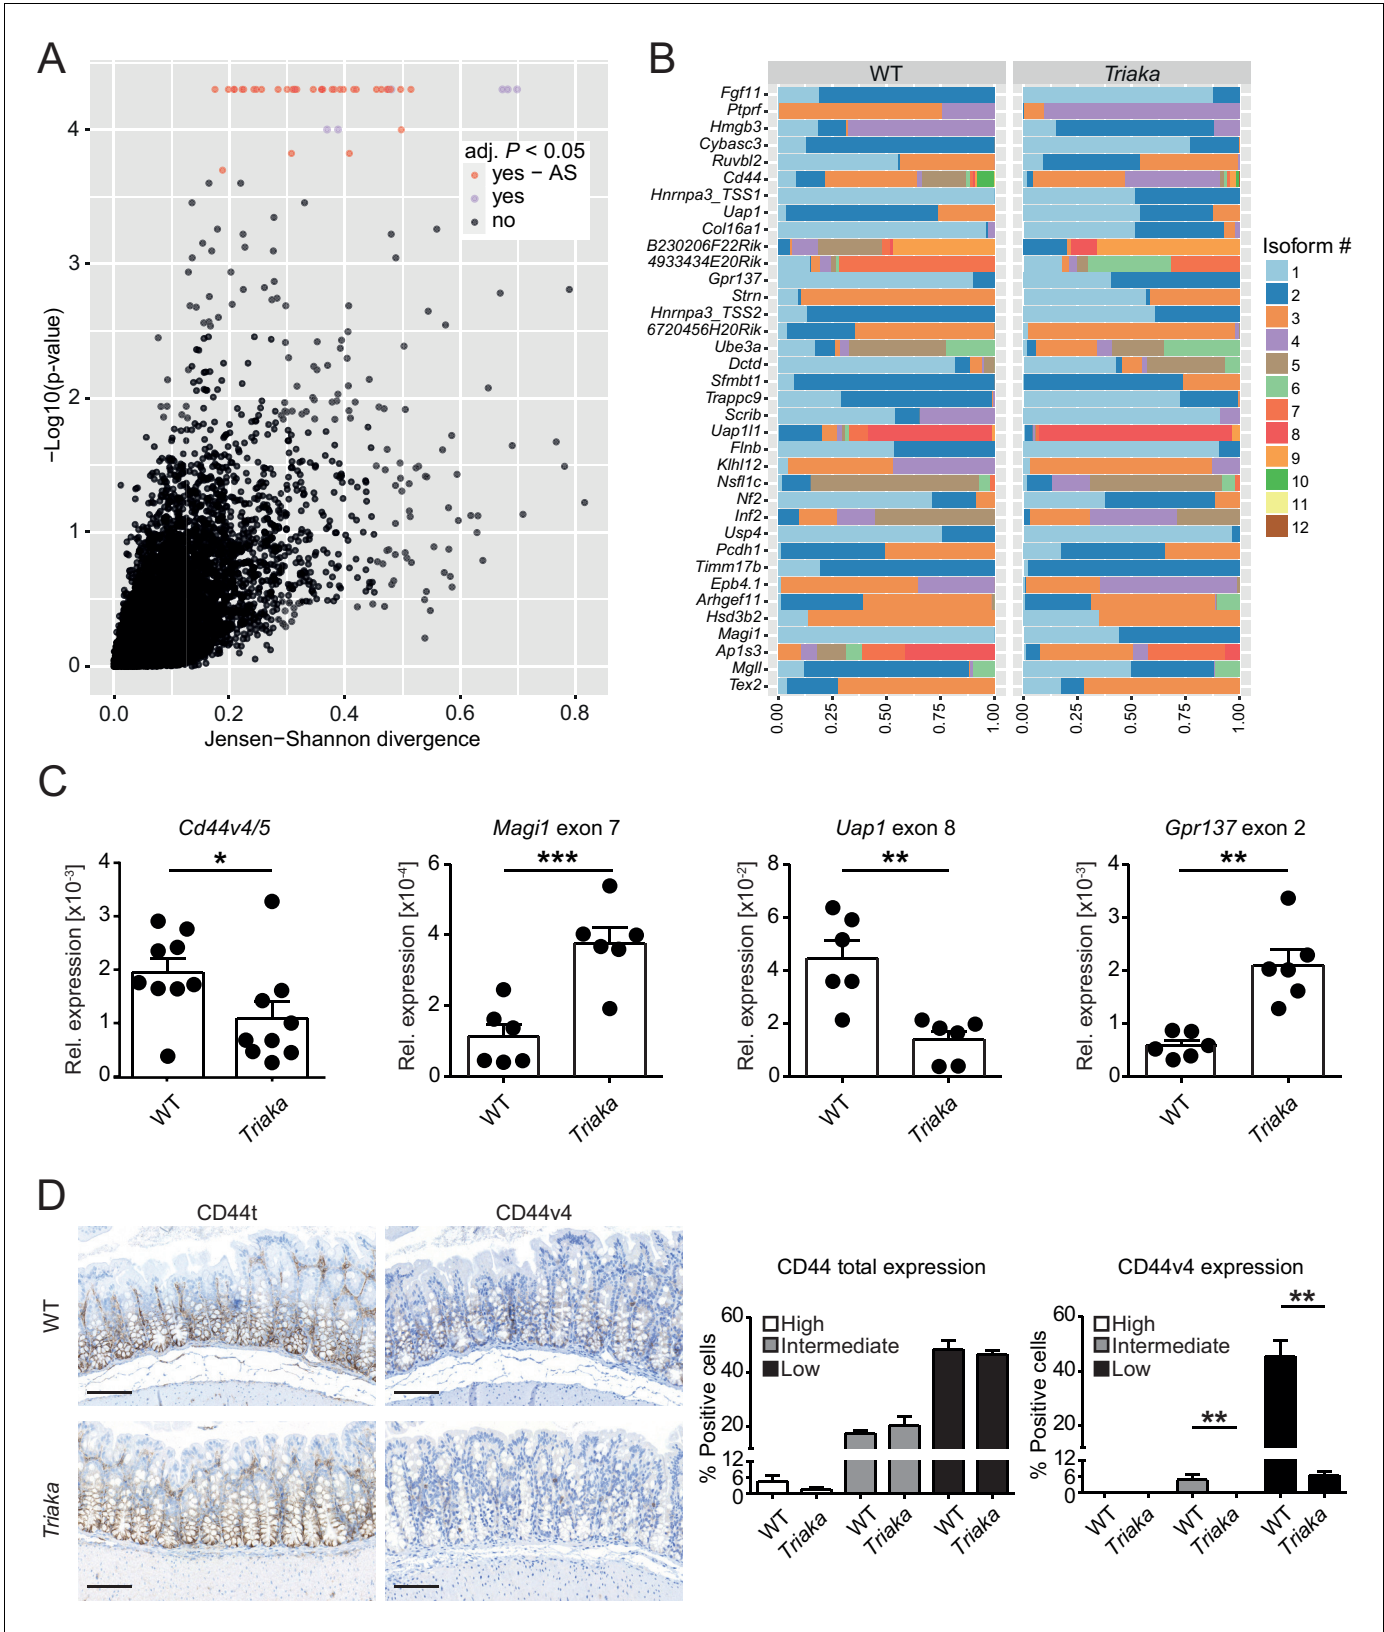 A
4
3
2
1
0
−Log10(p-value)
0.0 0.2 0.4 0.6 0.8
Jensen−Shannon divergence
adj. P < 0.05
yes − AS
yes
no
B
WT Triaka
Fgf11
Ptprf
Hmgb3
Cybasc3
Ruvbl2
Cd44
Hnrnpa3_TSS1
Uap1
Col16a1
B230206F22Rik
4933434E20Rik
Gpr137
Strn
Hnrnpa3_TSS2
6720456H20Rik
Ube3a
Dctd
Sfmbt1
Trappc9
Scrib
Uap1l1
Flnb
Klhl12
Nsfl1c
Nf2
Inf2
Usp4
Pcdh1
Timm17b
Epb4.1
Arhgef11
Hsd3b2
Magi1
Ap1s3
Mgll
Tex2
0.00 0.25 0.50 0.75 1.00 0.00 0.25 0.50 0.75 1.00
Isoform #
1
2
3
4
5
6
7
8
9
10
11
12
C
Cd44v4/5
Rel. expression [x10-3]
4
3
2
1
0
*
WT Triaka
Magi1 exon 7
Rel. expression [x10-4]
6
4
2
0
***
WT Triaka
Uap1 exon 8
Rel. expression [x10-2]
8
6
4
2
0
**
WT Triaka
Gpr137 exon 2
Rel. expression [x10-3]
4
3
2
1
0
**
WT Triaka
D
CD44t CD44v4
WT
Triaka
CD44 total expression
% Positive cells
60
40
20
12
6
0
High
Intermediate
Low
WT Triaka WT Triaka WT Triaka
CD44v4 expression
% Positive cells
60
40
20
12
6
0
High
Intermediate
Low
**
**
WT Triaka WT Triaka WT Triaka